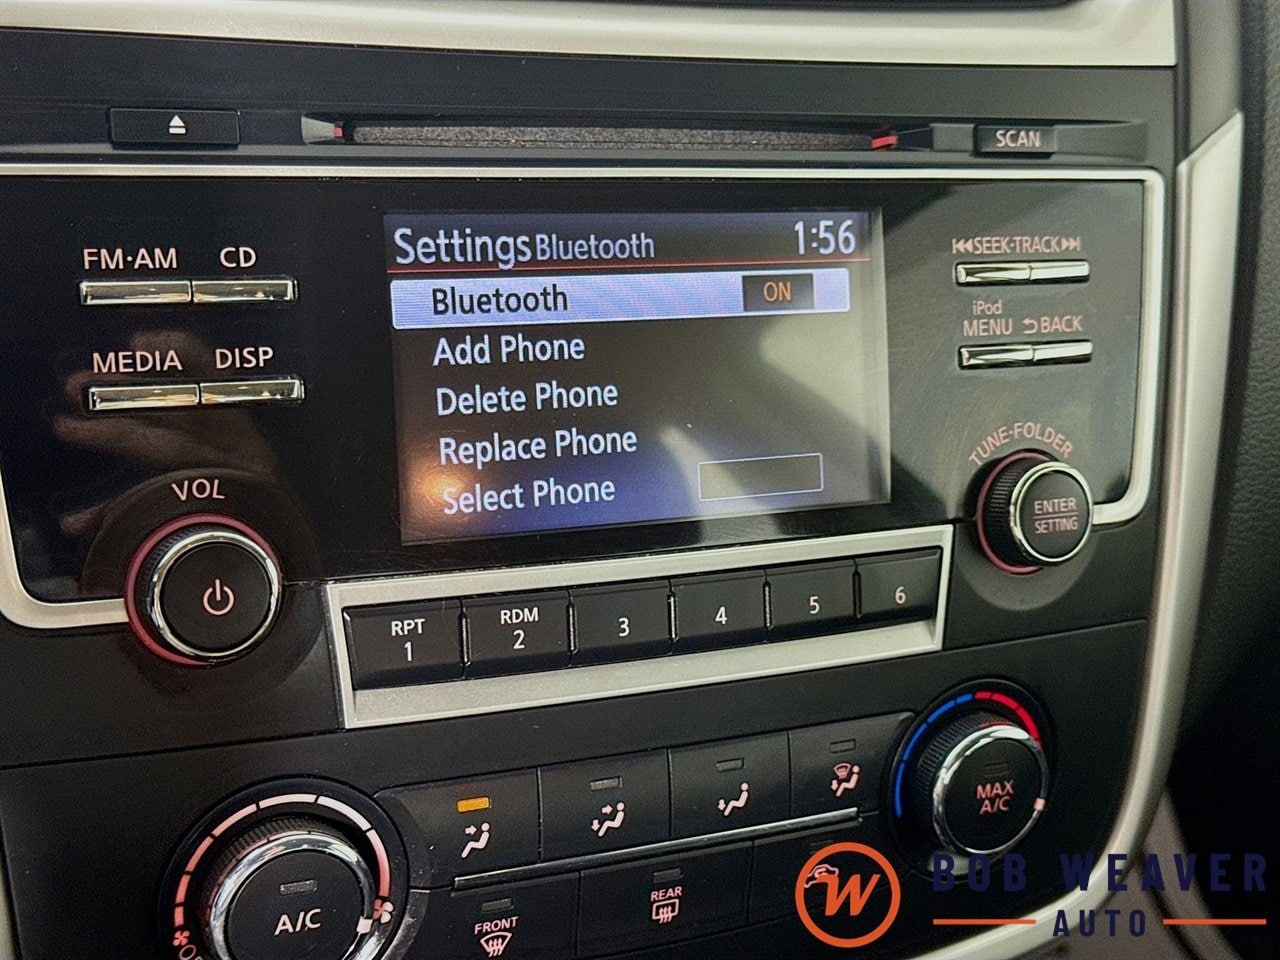 SCAN
FM·AM CD
Settings Bluetooth 1:56
SEEK·TRACK
Bluetooth ON
iPod
MENU BACK
Add Phone
MEDIA DISP
Delete Phone
Replace Phone
TUNE·FOLDER
Select Phone
VOL
ENTER
SETTING
RPT
1
RDM
2
3
4
5
6
MAX
A/C
A/C
FRONT
REAR
W
BOB WEAVER
AUTO